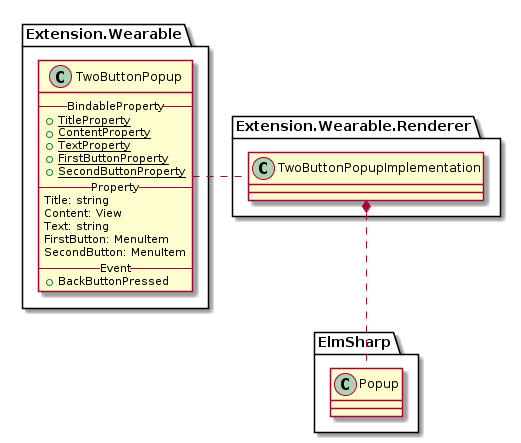 Extension.Wearable
C TwoButtonPopup
BindableProperty
TitleProperty
ContentProperty
TextProperty
FirstButtonProperty
SecondButtonProperty
Property
Title: string
Content: View
Text: string
FirstButton: MenuItem
SecondButton: MenuItem
Event
BackButtonPressed
Extension.Wearable.Renderer
C TwoButtonPopupImplementation
ElmSharp
C Popup